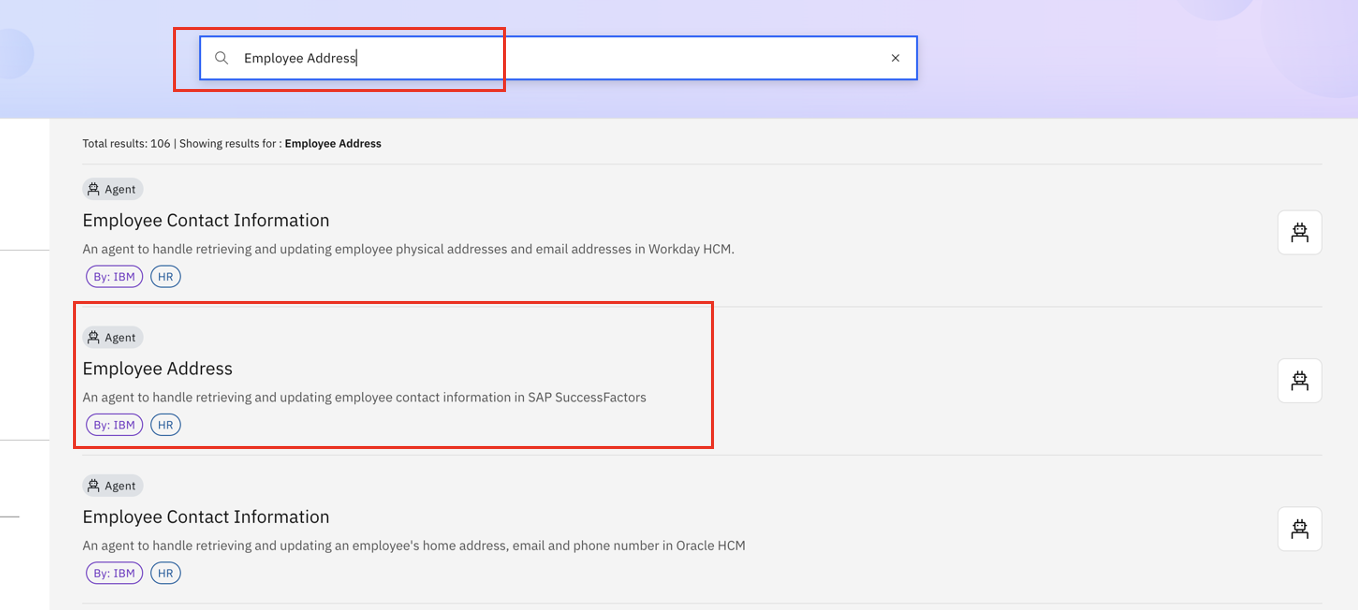 Employee Address
Total results: 106 | Showing results for : Employee Address
Agent
Employee Contact Information
An agent to handle retrieving and updating employee physical addresses and email addresses in Workday HCM.
By: IBM HR
Agent
Employee Address
An agent to handle retrieving and updating employee contact information in SAP SuccessFactors
By: IBM HR
Agent
Employee Contact Information
An agent to handle retrieving and updating an employee's home address, email and phone number in Oracle HCM
By: IBM HR